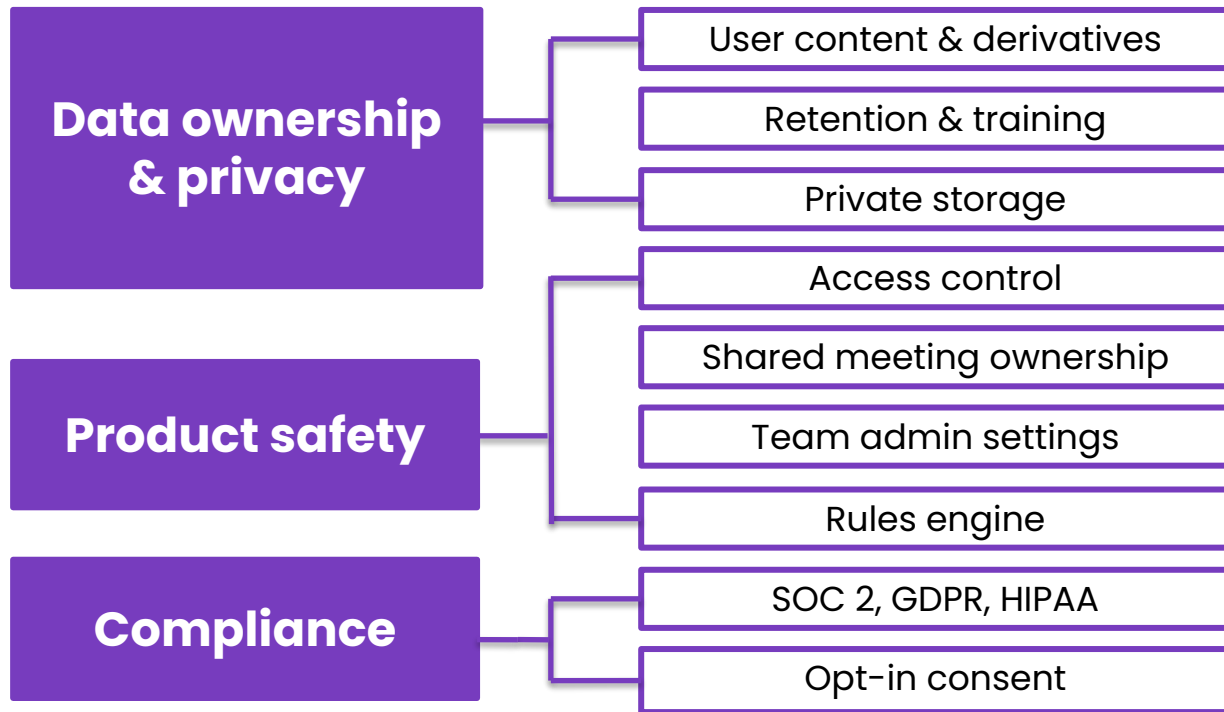 Data ownership
& privacy
User content & derivatives
Retention & training
Private storage
Product safety
Access control
Shared meeting ownership
Team admin settings
Rules engine
Compliance
SOC 2, GDPR, HIPAA
Opt-in consent